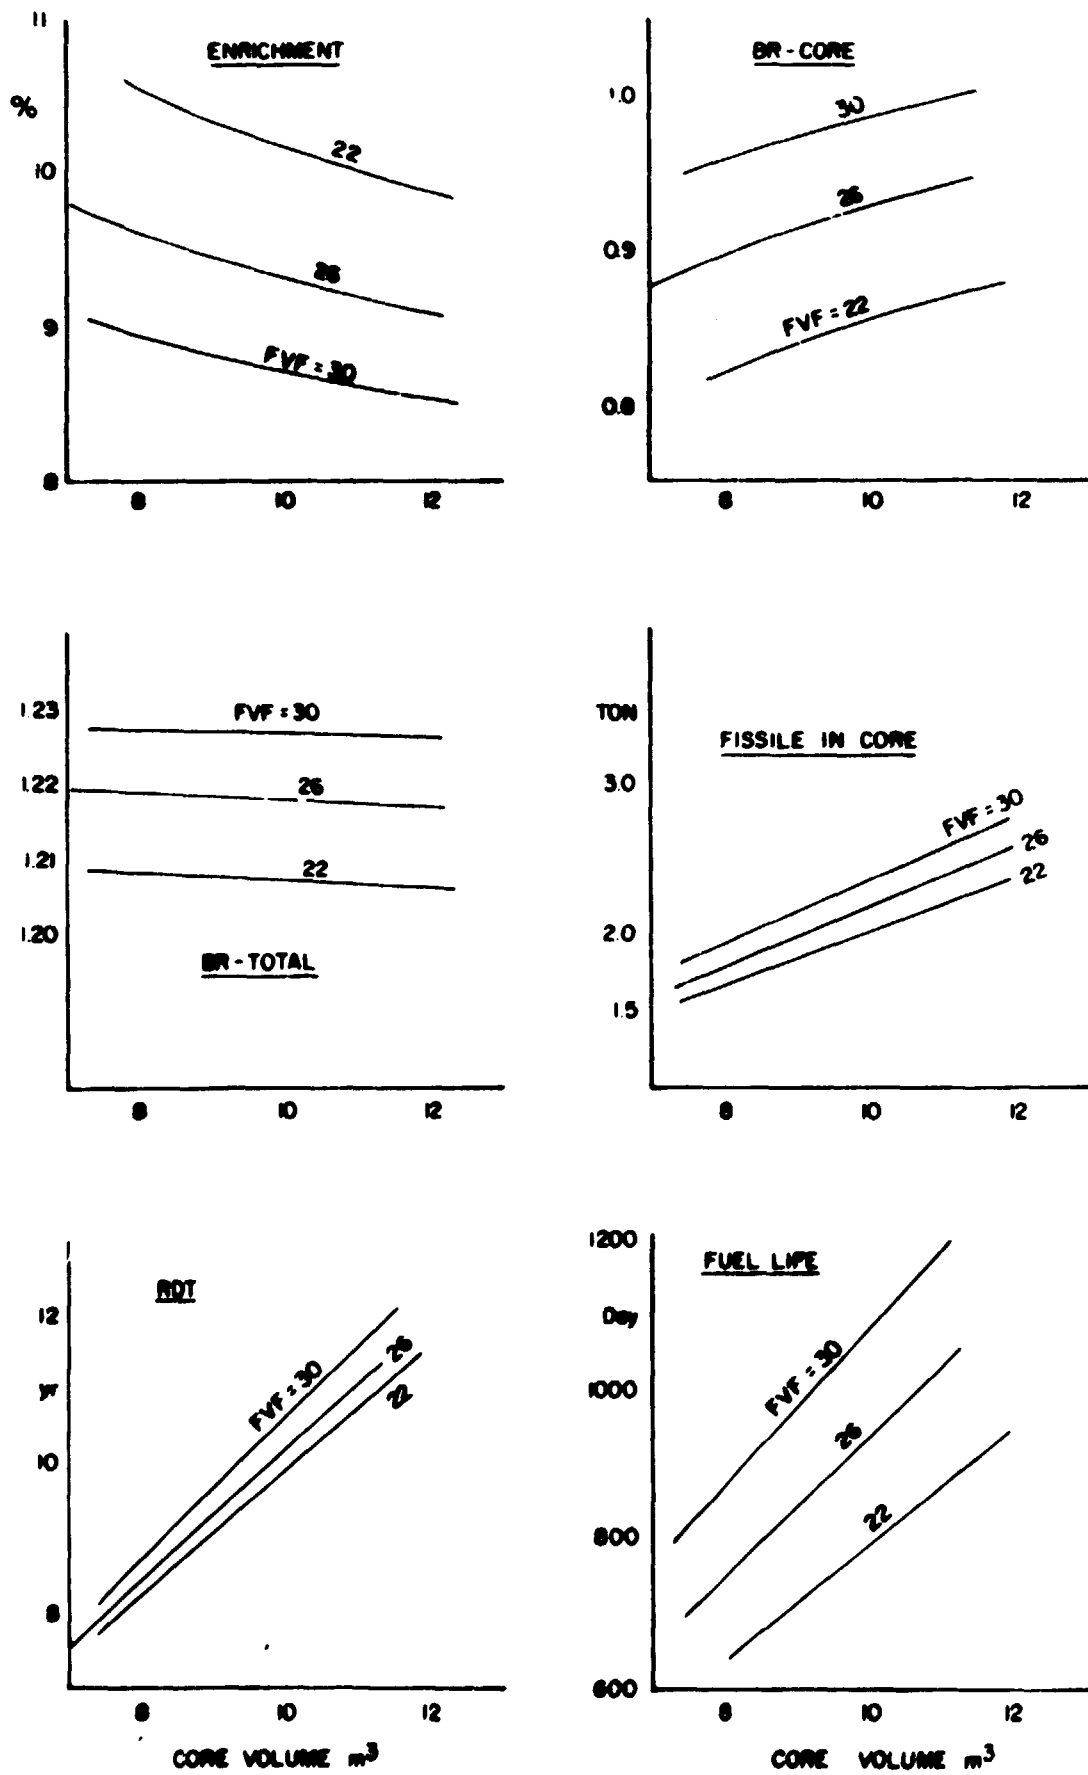 ENRICHMENT
11
%
10
9
8
22
26
FVF = 30
8 10 12
BR - CORE
1.0
0.9
0.8
30
26
FVF = 22
8 10 12
1.23
1.22
1.21
1.20
FVF = 30
26
22
BR - TOTAL
8 10 12
TON
3.0
2.0
1.5
FISSILE IN CORE
FVF = 30
26
22
8 10 12
RDT
12
yr
10
8
FVF = 30
26
22
8 10 12
CORE VOLUME m³
FUEL LIFE
1200
Day
1000
800
600
FVF = 30
26
22
8 10 12
CORE VOLUME m³